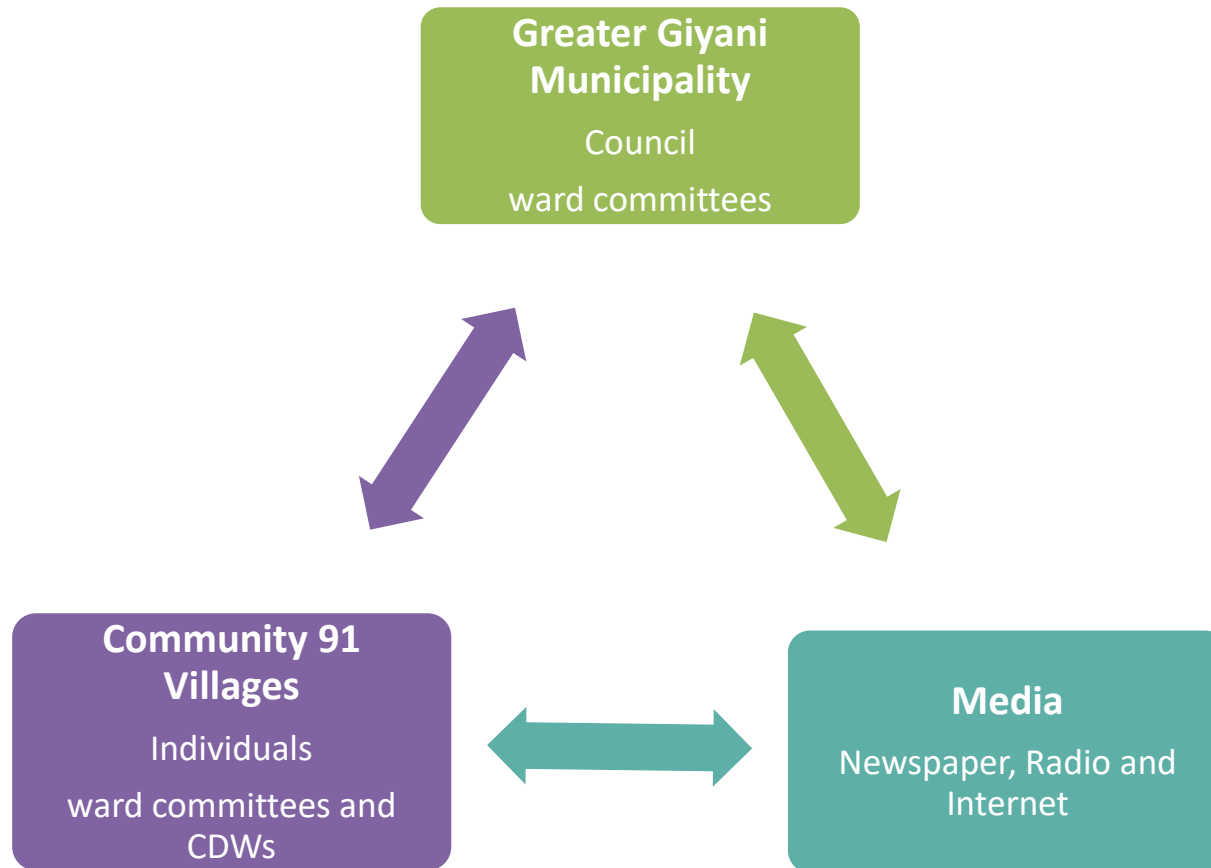 Greater Giyani
Municipality
Council
ward committees
Community 91
Villages
Individuals
ward committees and
CDWs
Media
Newspaper, Radio and
Internet